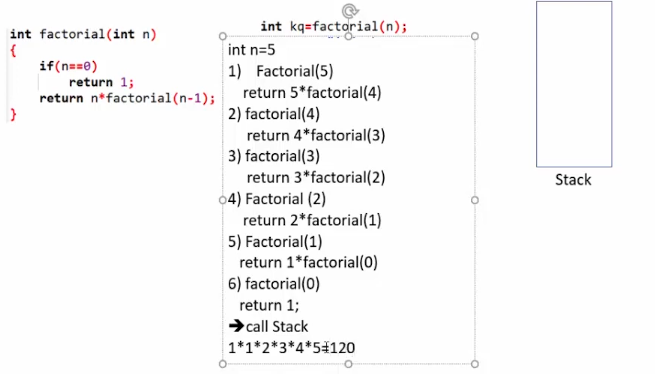 int factorial(int n)
{
if(n==0)
return 1;
return n*factorial(n-1);
}
int kq=factorial(n);
int n=5
1) Factorial(5)
return 5*factorial(4)
2) factorial(4)
return 4*factorial(3)
3) factorial(3)
return 3*factorial(2)
4) Factorial (2)
return 2*factorial(1)
5) Factorial(1)
return 1*factorial(0)
6) factorial(0)
return 1;
➔call Stack
1*1*2*3*4*5=120
Stack